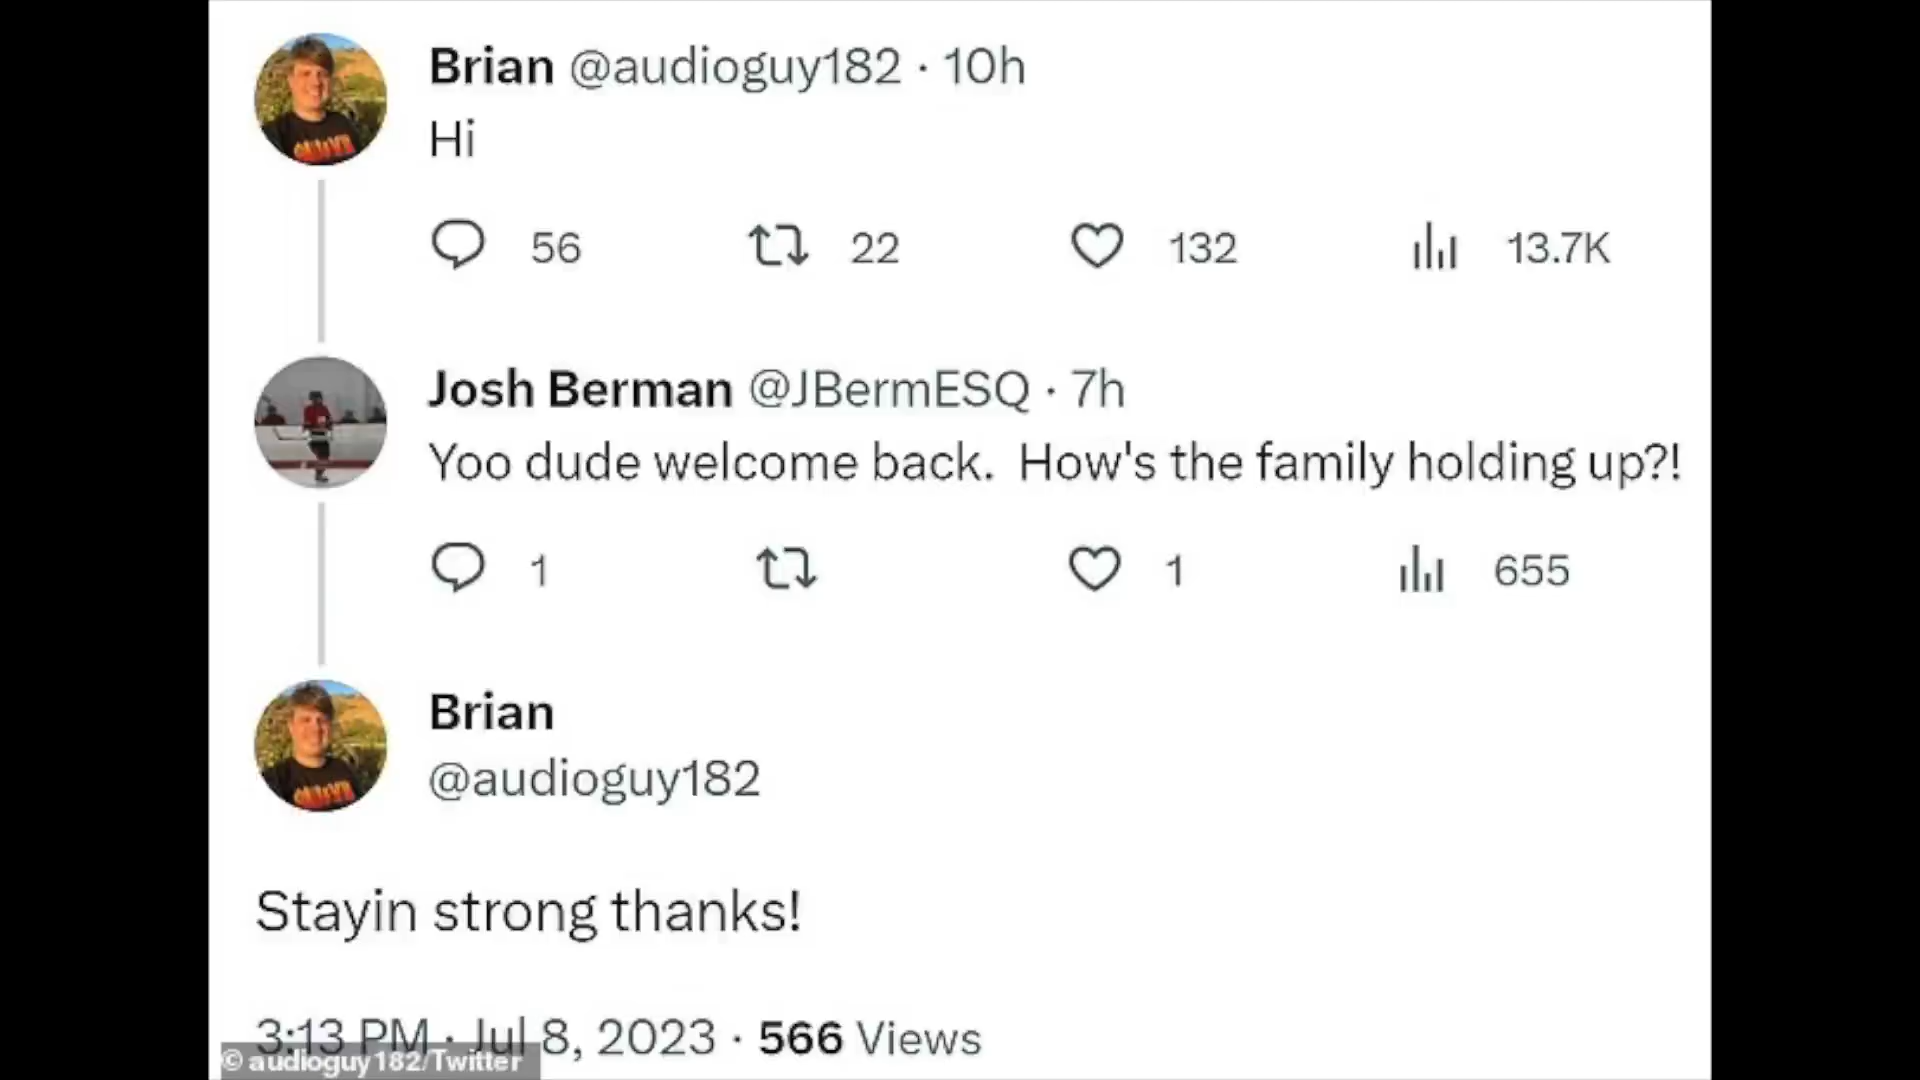 Brian @audioguy182 · 10h
Hi
56 22 132 13.7K
Josh Berman @JBermESQ · 7h
Yoo dude welcome back. How's the family holding up?!
1 1 655
Brian
@audioguy182
Stayin strong thanks!
3:13 PM · Jul 8, 2023 · 566 Views
© audioguy182/Twitter